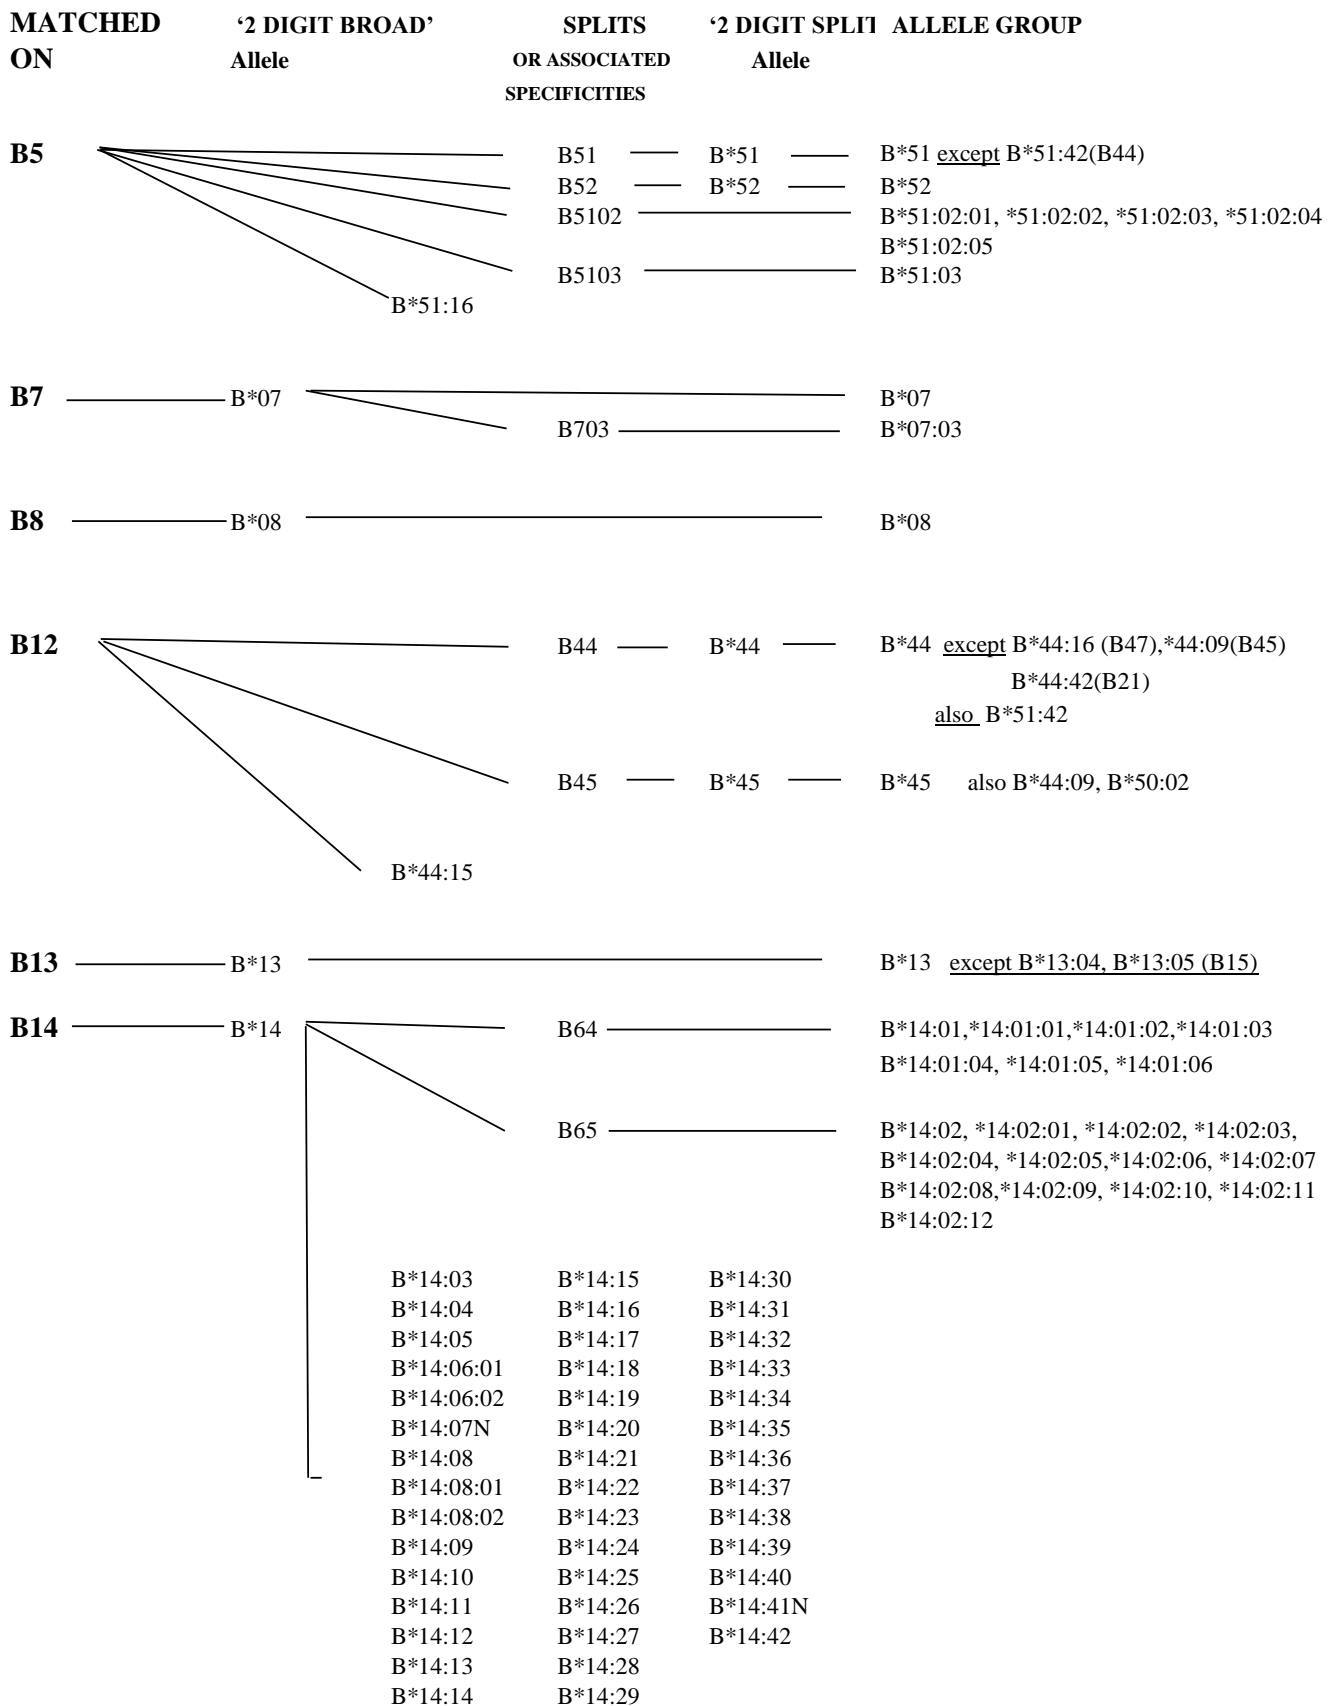 MATCHED ‘2 DIGIT BROAD’ SPLITS ‘2 DIGIT SPLIT ALLELE GROUP
ON Allele OR ASSOCIATED Allele
SPECIFICITIES
B5 B51 B*51 B*51 except B*51:42(B44)
B52 B*52 B*52
B5102 B*51:02:01, *51:02:02, *51:02:03, *51:02:04
B*51:02:05
B5103 B*51:03
B*51:16
B7 B*07 B*07
B703 B*07:03
B8 B*08 B*08
B12 B44 B*44 B*44 except B*44:16 (B47),*44:09(B45)
B*44:42(B21)
also B*51:42
B45 B*45 B*45 also B*44:09, B*50:02
B*44:15
B13 B*13 B*13 except B*13:04, B*13:05 (B15)
B14 B*14 B64 B*14:01,*14:01:01,*14:01:02,*14:01:03
B*14:01:04, *14:01:05, *14:01:06
B65 B*14:02, *14:02:01, *14:02:02, *14:02:03,
B*14:02:04, *14:02:05,*14:02:06, *14:02:07
B*14:02:08,*14:02:09, *14:02:10, *14:02:11
B*14:02:12
B*14:03 B*14:15 B*14:30
B*14:04 B*14:16 B*14:31
B*14:05 B*14:17 B*14:32
B*14:06:01 B*14:18 B*14:33
B*14:06:02 B*14:19 B*14:34
B*14:07N B*14:20 B*14:35
B*14:08 B*14:21 B*14:36
B*14:08:01 B*14:22 B*14:37
B*14:08:02 B*14:23 B*14:38
B*14:09 B*14:24 B*14:39
B*14:10 B*14:25 B*14:40
B*14:11 B*14:26 B*14:41N
B*14:12 B*14:27 B*14:42
B*14:13 B*14:28
B*14:14 B*14:29